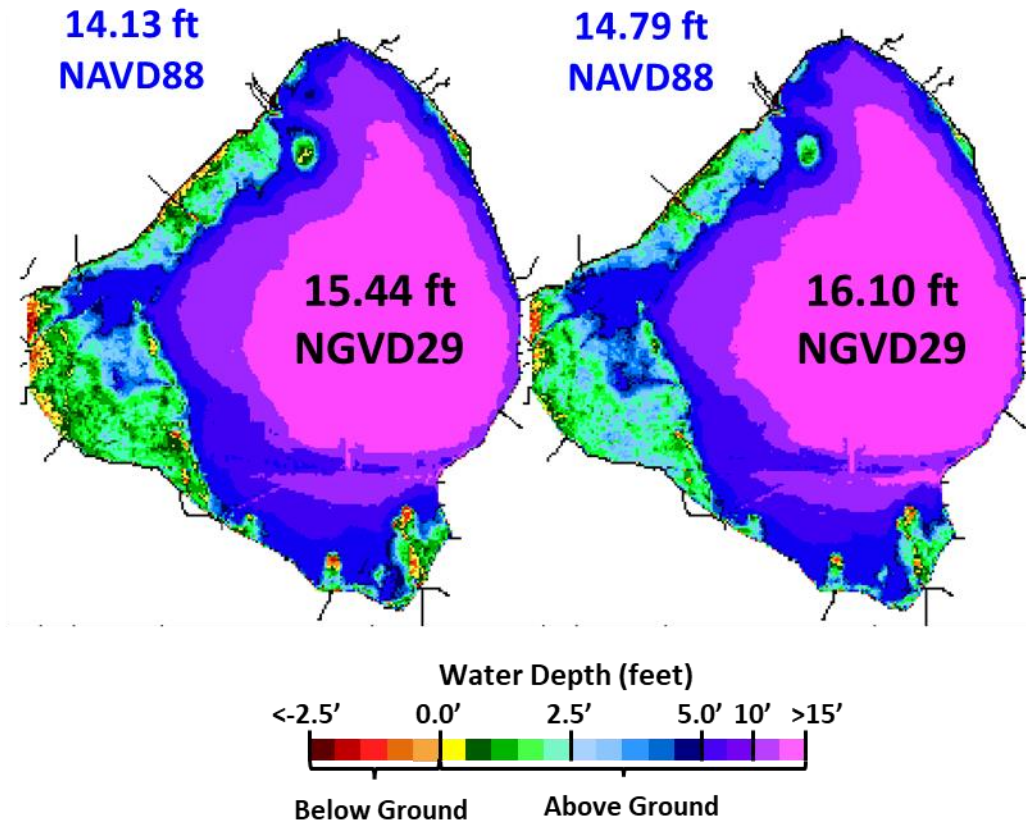 14.13 ft
NAVD88
14.79 ft
NAVD88
15.44 ft
NGVD29
16.10 ft
NGVD29
Water Depth (feet)
<-2.5’ 0.0’ 2.5’ 5.0’ 10’ >15’
Below Ground Above Ground